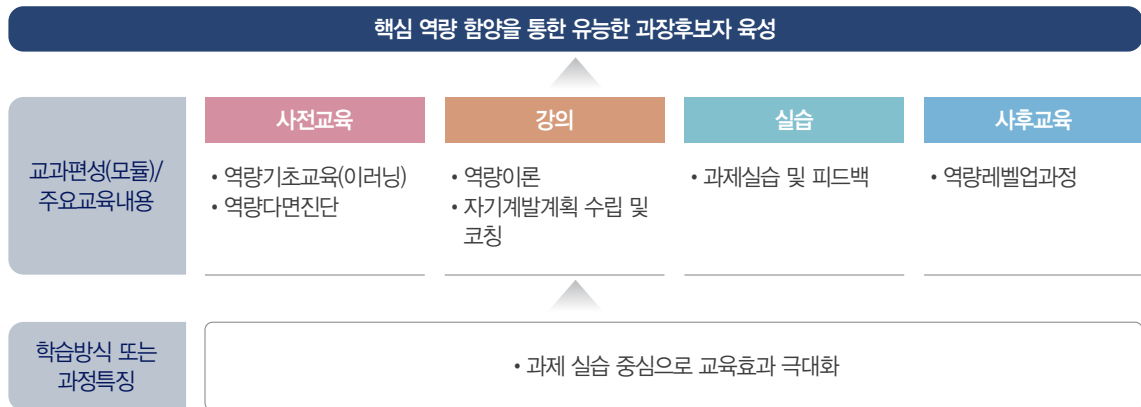 핵심 역량 함양을 통한 유능한 과장후보자 육성
교과편성(모듈)/
주요교육내용
사전교육
• 역량기초교육(이러닝)
• 역량다면진단
강의
• 역량이론
• 자기계발계획 수립 및
코칭
실습
• 과제실습 및 피드백
사후교육
• 역량레벨업과정
학습방식 또는
과정특징
• 과제 실습 중심으로 교육효과 극대화